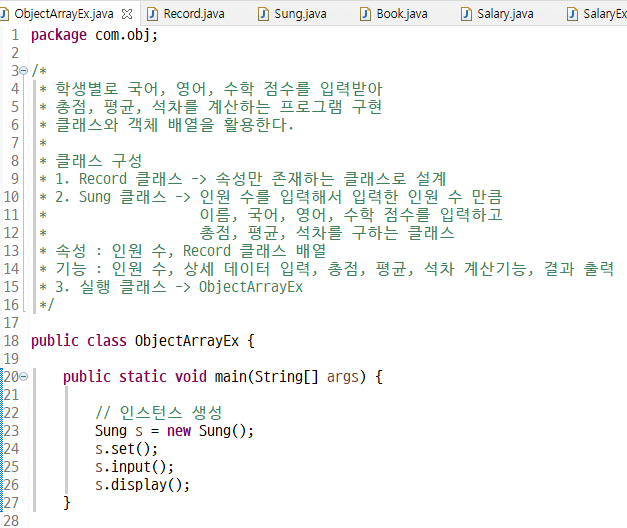 ObjectArrayEx.java Record.java Sung.java Book.java Salary.java SalaryEx
1 package com.obj;
2
3 /*
4 * 학생별로 국어, 영어, 수학 점수를 입력받아
5 * 총점, 평균, 석차를 계산하는 프로그램 구현
6 * 클래스와 객체 배열을 활용한다.
7 *
8 * 클래스 구성
9 * 1. Record 클래스 -> 속성만 존재하는 클래스로 설계
10 * 2. Sung 클래스 -> 인원 수를 입력해서 입력한 인원 수 만큼
11 * 이름, 국어, 영어, 수학 점수를 입력하고
12 * 총점, 평균, 석차를 구하는 클래스
13 * 속성 : 인원 수, Record 클래스 배열
14 * 기능 : 인원 수, 상세 데이터 입력, 총점, 평균, 석차 계산기능, 결과 출력
15 * 3. 실행 클래스 -> ObjectArrayEx
16 */
17
18 public class ObjectArrayEx {
19
20 public static void main(String[] args) {
21
22 // 인스턴스 생성
23 Sung s = new Sung();
24 s.set();
25 s.input();
26 s.display();
27 }
28